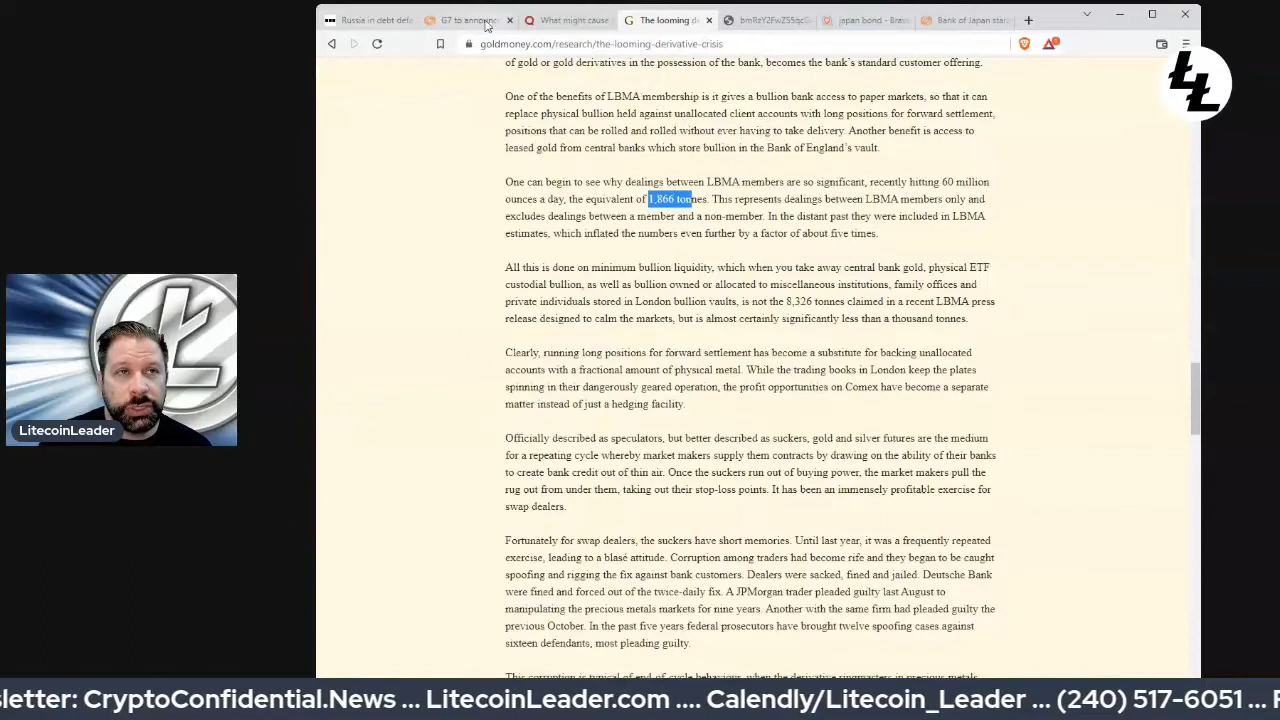 Russia in debt defa
G7 to announc
What might cause
The looming d
bmRzY2FwZS5qcG
japan bond - Brav
Bank of Japan star
goldmoney.com/research/the-looming-derivative-crisis
of gold or gold derivatives in the possession of the bank, becomes the bank's standard customer offering.
One of the benefits of LBMA membership is it gives a bullion bank access to paper markets, so that it can
replace physical bullion held against unallocated client accounts with long positions for forward settlement,
positions that can be rolled and rolled without ever having to take delivery. Another benefit is access to
leased gold from central banks which store bullion in the Bank of England's vault.
One can begin to see why dealings between LBMA members are so significant, recently hitting 60 million
ounces a day, the equivalent of 1,866 tonnes. This represents dealings between LBMA members only and
excludes dealings between a member and a non-member. In the distant past they were included in LBMA
estimates, which inflated the numbers even further by a factor of about five times.
All this is done on minimum bullion liquidity, which when you take away central bank gold, physical ETF
custodial bullion, as well as bullion owned or allocated to miscellaneous institutions, family offices and
private individuals stored in London bullion vaults, is not the 8,326 tonnes claimed in a recent LBMA press
release designed to calm the markets, but is almost certainly significantly less than a thousand tonnes.
Clearly, running long positions for forward settlement has become a substitute for backing unallocated
accounts with a fractional amount of physical metal. While the trading books in London keep the plates
spinning in their dangerously geared operation, the profit opportunities on Comex have become a separate
matter instead of just a hedging facility.
Officially described as speculators, but better described as suckers, gold and silver futures are the medium
for a repeating cycle whereby market makers supply them contracts by drawing on the ability of their banks
to create bank credit out of thin air. Once the suckers run out of buying power, the market makers pull the
rug out from under them, taking out their stop-loss points. It has been an immensely profitable exercise for
swap dealers.
Fortunately for swap dealers, the suckers have short memories. Until last year, it was a frequently repeated
exercise, leading to a blasé attitude. Corruption among traders had become rife and they began to be caught
spoofing and rigging the fix against bank customers. Dealers were sacked, fined and jailed. Deutsche Bank
were fined and forced out of the twice-daily fix. A JPMorgan trader pleaded guilty last August to
manipulating the precious metals markets for nine years. Another with the same firm had pleaded guilty the
previous October. In the past five years federal prosecutors have brought twelve spoofing cases against
sixteen defendants, most pleading guilty.
This corruption is typical of end-of-cycle behaviour, when the derivative ringmasters in precious metals
LitecoinLeader
sletter: CryptoConfidential.News ... LitecoinLeader.com .... Calendly/Litecoin_Leader ... (240) 517-6051 ... F